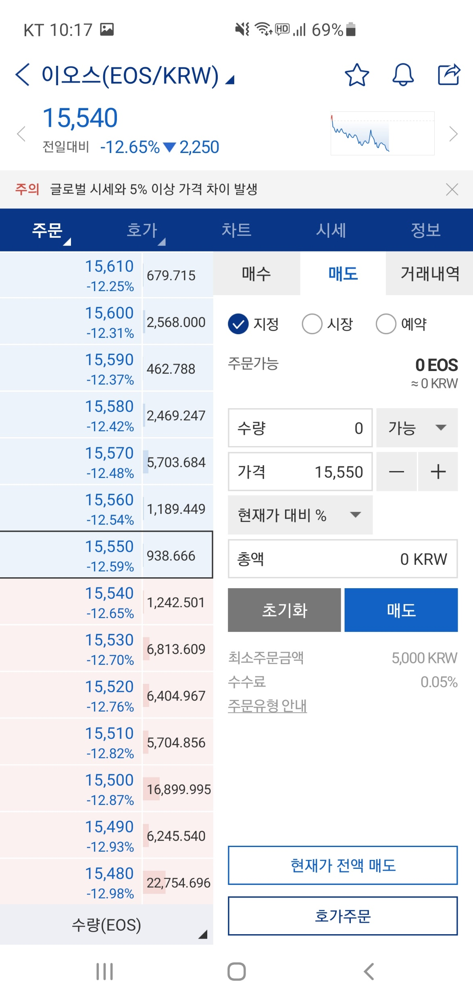 KT 10:17 HD 69%
이오스(EOS/KRW)
15,540
전일대비 -12.65% ▼ 2,250
주의 글로벌 시세와 5% 이상 가격 차이 발생
주문 호가 차트 시세 정보
15,610 679.715
-12.25%
15,600 2,568.000
-12.31%
15,590 462.788
-12.37%
15,580 2,469.247
-12.42%
15,570 5,703.684
-12.48%
15,560 1,189.449
-12.54%
15,550 938.666
-12.59%
15,540 1,242.501
-12.65%
15,530 6,813.609
-12.70%
15,520 6,404.967
-12.76%
15,510 5,704.856
-12.82%
15,500 16,899.995
-12.87%
15,490 6,245.540
-12.93%
15,480 22,754.696
-12.98%
수량(EOS)
매수 매도 거래내역
지정 시장 예약
주문가능 0 EOS
≈ 0 KRW
수량 0 가능
가격 15,550 − +
현재가 대비 %
총액 0 KRW
초기화 매도
최소주문금액 5,000 KRW
수수료 0.05%
주문유형 안내
현재가 전액 매도
호가주문